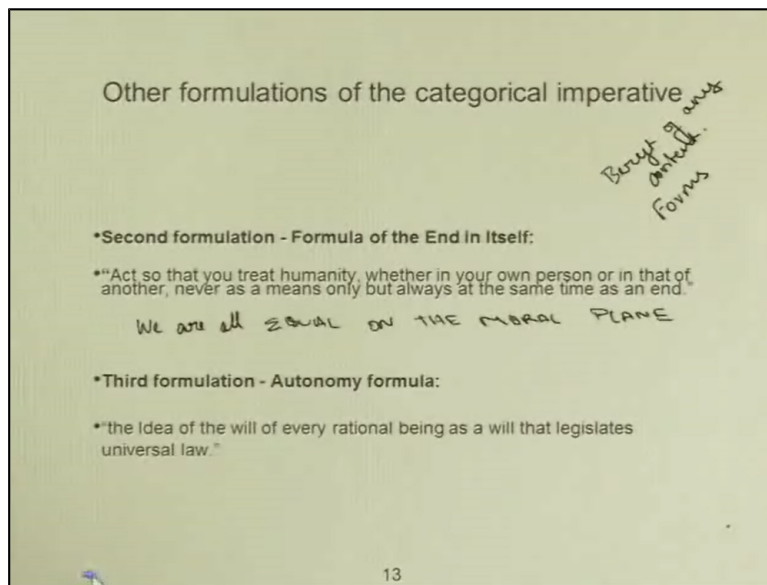 Other formulations of the categorical imperative
of any
content.
Forms
•Second formulation - Formula of the End in Itself:
•"Act so that you treat humanity, whether in your own person or in that of
another, never as a means only but always at the same time as an end."
We are all EQUAL ON THE MORAL PLANE
•Third formulation - Autonomy formula:
•"the Idea of the will of every rational being as a will that legislates
universal law."
13